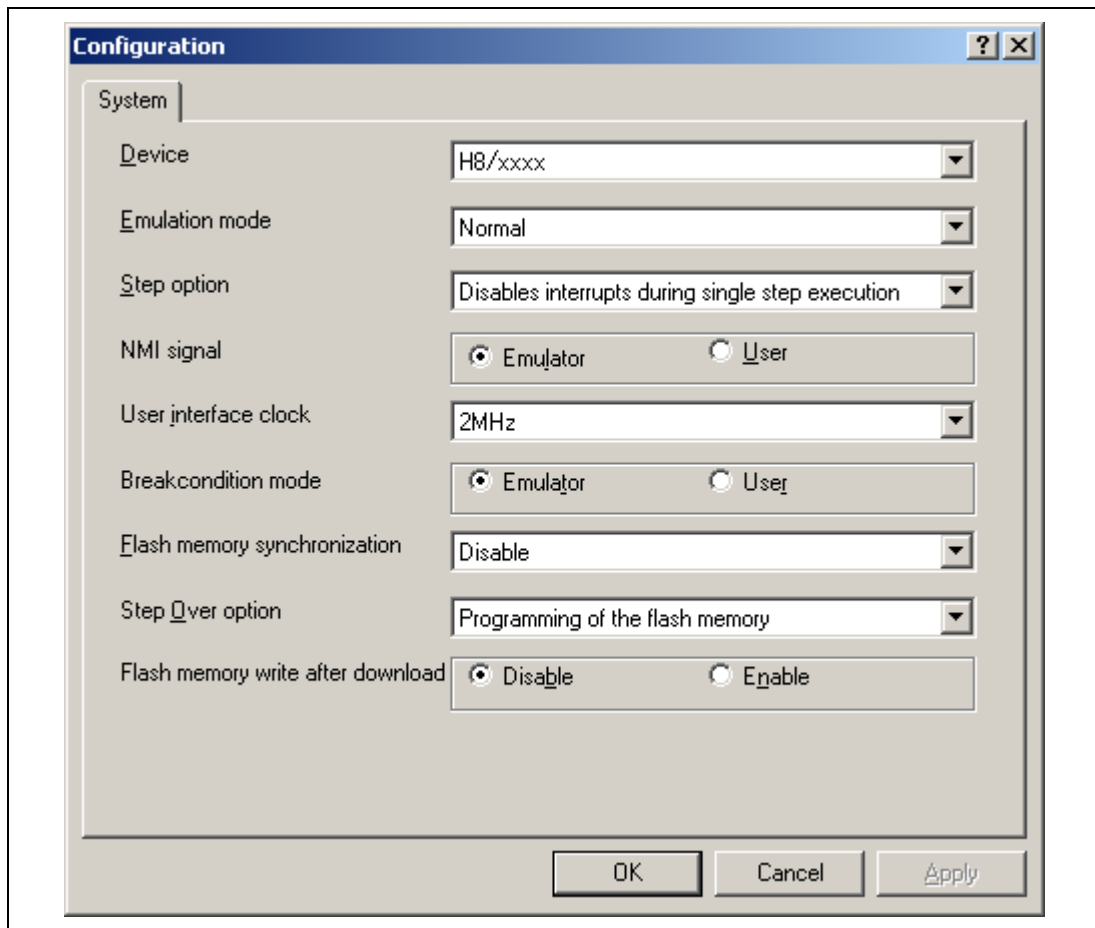 Configuration
System
Device H8/xxxx
Emulation mode Normal
Step option Disables interrupts during single step execution
NMI signal Emulator User
User interface clock 2MHz
Breakcondition mode Emulator User
Flash memory synchronization Disable
Step Over option Programming of the flash memory
Flash memory write after download Disable Enable
OK Cancel Apply